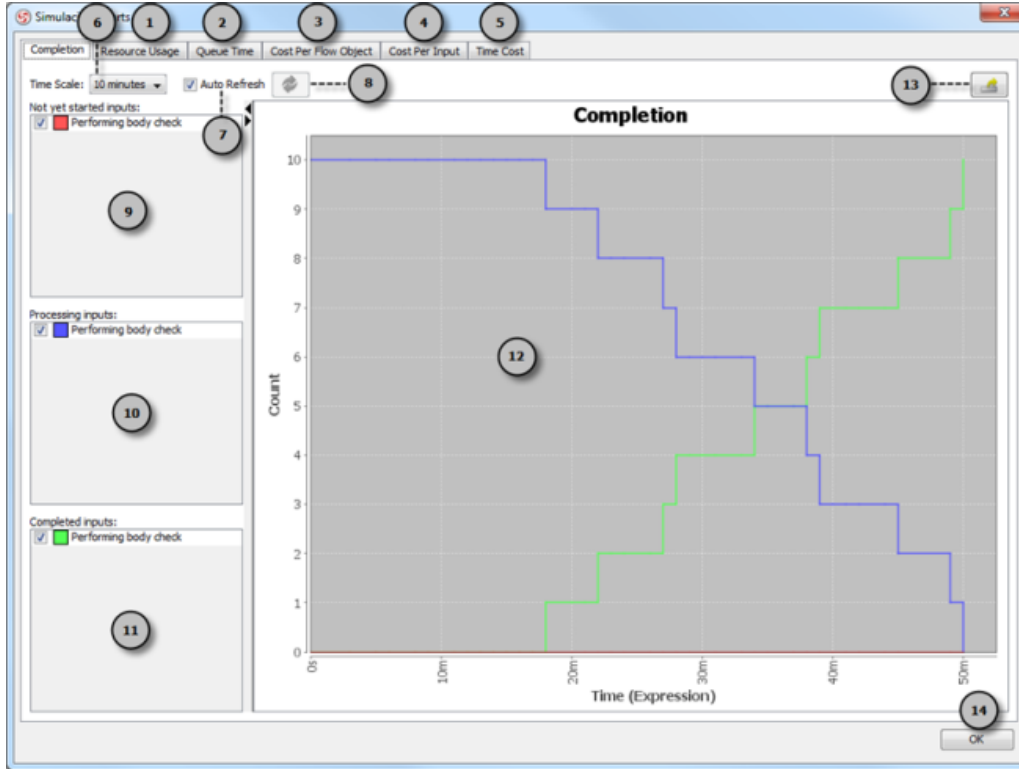 6
1
2
3
4
5
Completion
Resource Usage
Queue Time
Cost Per Flow Object
Cost Per Input
Time Cost
Time Scale:
10 minutes
Auto Refresh
8
13
Not yet started inputs:
Performing body check
7
9
Processing inputs:
Performing body check
10
Completed inputs:
Performing body check
11
Completion
Count
10
9
8
7
6
5
4
3
2
1
0
12
0s
10m
20m
30m
40m
50m
Time (Expression)
14
OK